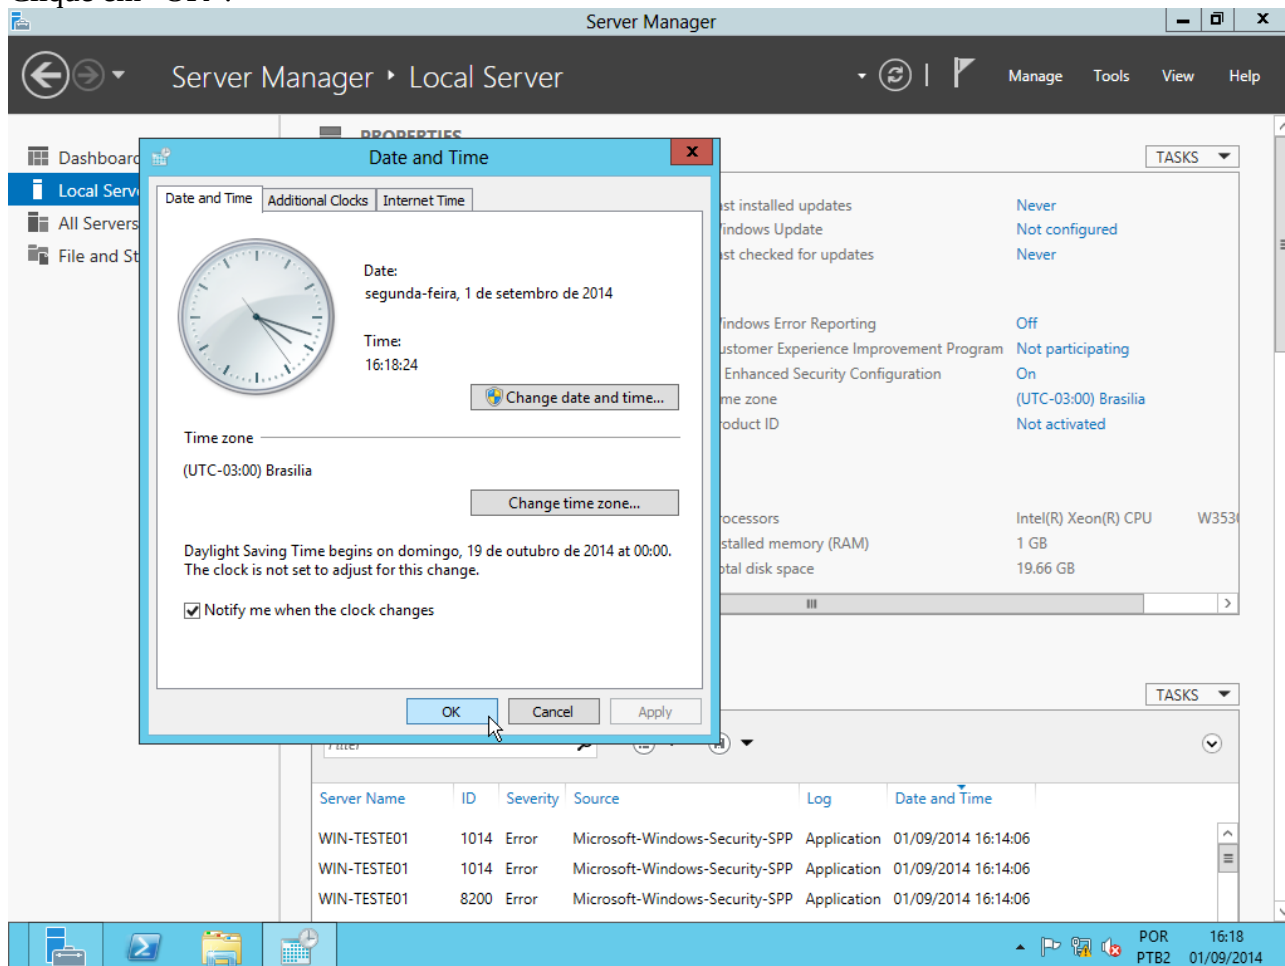 Clique em "OK".
Server Manager
Server Manager • Local Server
Manage Tools View Help
PROPERTIES
TASKS
Dashboard
Local Serv
All Servers
File and St
Date and Time
Date and Time Additional Clocks Internet Time
Date:
segunda-feira, 1 de setembro de 2014
Time:
16:18:24
Change date and time...
Time zone
(UTC-03:00) Brasilia
Change time zone...
Daylight Saving Time begins on domingo, 19 de outubro de 2014 at 00:00.
The clock is not set to adjust for this change.
Notify me when the clock changes
OK Cancel Apply
st installed updates Never
indows Update Not configured
st checked for updates Never
indows Error Reporting Off
ustomer Experience Improvement Program Not participating
Enhanced Security Configuration On
me zone (UTC-03:00) Brasilia
oduct ID Not activated
ocessors Intel(R) Xeon(R) CPU W353
stalled memory (RAM) 1 GB
tal disk space 19.66 GB
TASKS
Filter
Server Name ID Severity Source Log Date and Time
WIN-TESTE01 1014 Error Microsoft-Windows-Security-SPP Application 01/09/2014 16:14:06
WIN-TESTE01 1014 Error Microsoft-Windows-Security-SPP Application 01/09/2014 16:14:06
WIN-TESTE01 8200 Error Microsoft-Windows-Security-SPP Application 01/09/2014 16:14:06
POR 16:18
PTB2 01/09/2014